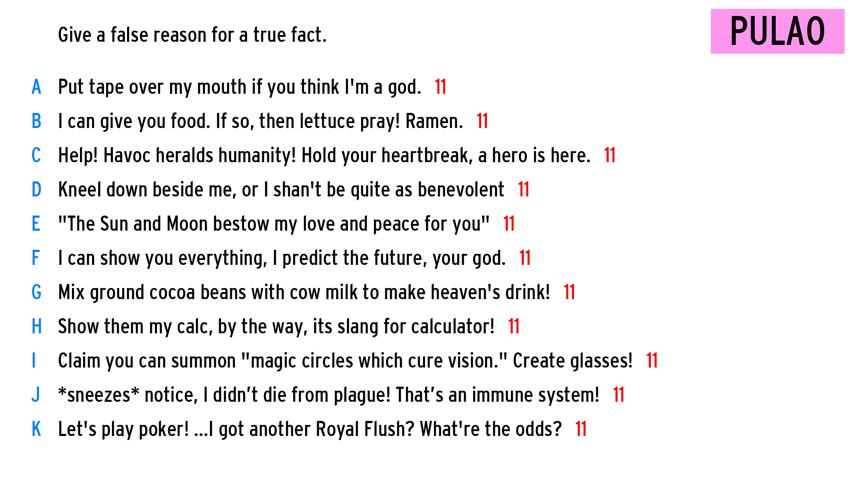 Give a false reason for a true fact.
PULAO
A Put tape over my mouth if you think I'm a god. 11
B I can give you food. If so, then lettuce pray! Ramen. 11
C Help! Havoc heralds humanity! Hold your heartbreak, a hero is here. 11
D Kneel down beside me, or I shan't be quite as benevolent 11
E "The Sun and Moon bestow my love and peace for you" 11
F I can show you everything, I predict the future, your god. 11
G Mix ground cocoa beans with cow milk to make heaven's drink! 11
H Show them my calc, by the way, its slang for calculator! 11
I Claim you can summon "magic circles which cure vision." Create glasses! 11
J *sneezes* notice, I didn’t die from plague! That’s an immune system! 11
K Let's play poker! ...I got another Royal Flush? What're the odds? 11